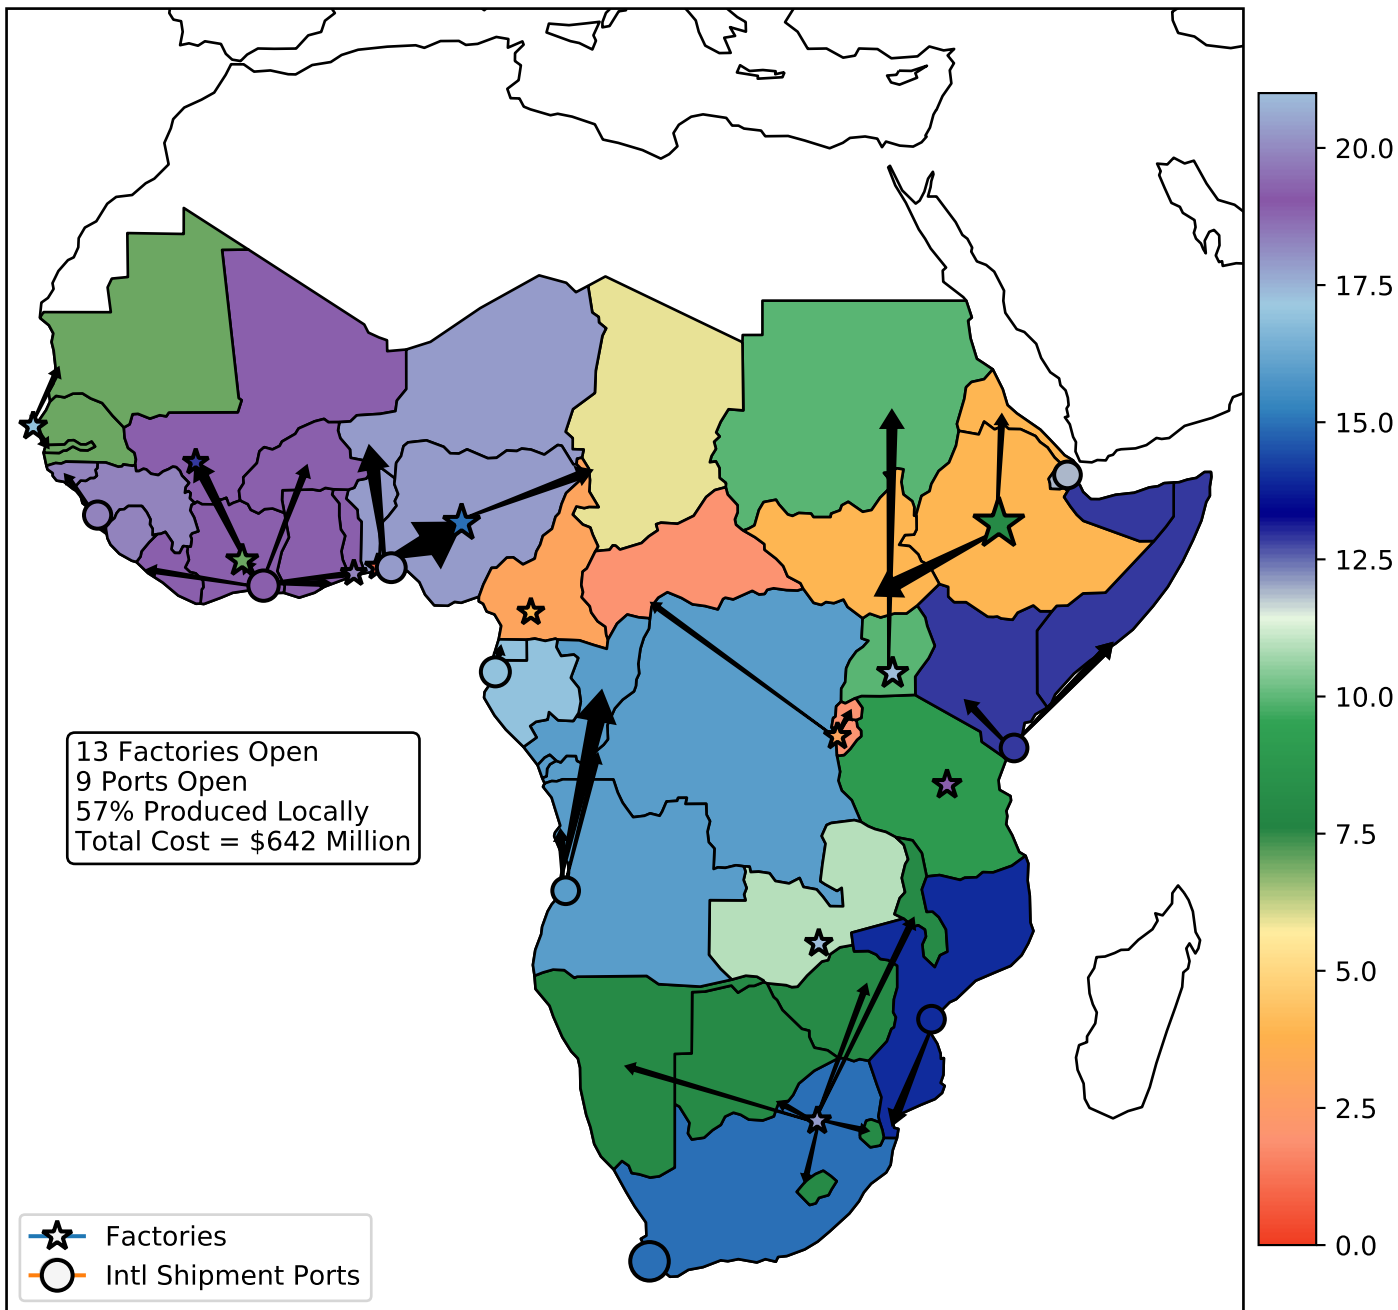 13 Factories Open
9 Ports Open
57% Produced Locally
Total Cost = $642 Million
Factories
Intl Shipment Ports
20.0
17.5
15.0
12.5
10.0
7.5
5.0
2.5
0.0